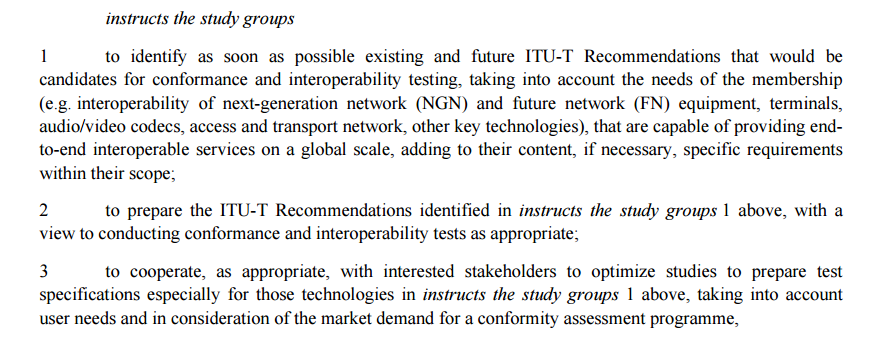 instructs the study groups
1 to identify as soon as possible existing and future ITU-T Recommendations that would be
candidates for conformance and interoperability testing, taking into account the needs of the membership
(e.g. interoperability of next-generation network (NGN) and future network (FN) equipment, terminals,
audio/video codecs, access and transport network, other key technologies), that are capable of providing end-
to-end interoperable services on a global scale, adding to their content, if necessary, specific requirements
within their scope;
2 to prepare the ITU-T Recommendations identified in instructs the study groups 1 above, with a
view to conducting conformance and interoperability tests as appropriate;
3 to cooperate, as appropriate, with interested stakeholders to optimize studies to prepare test
specifications especially for those technologies in instructs the study groups 1 above, taking into account
user needs and in consideration of the market demand for a conformity assessment programme,